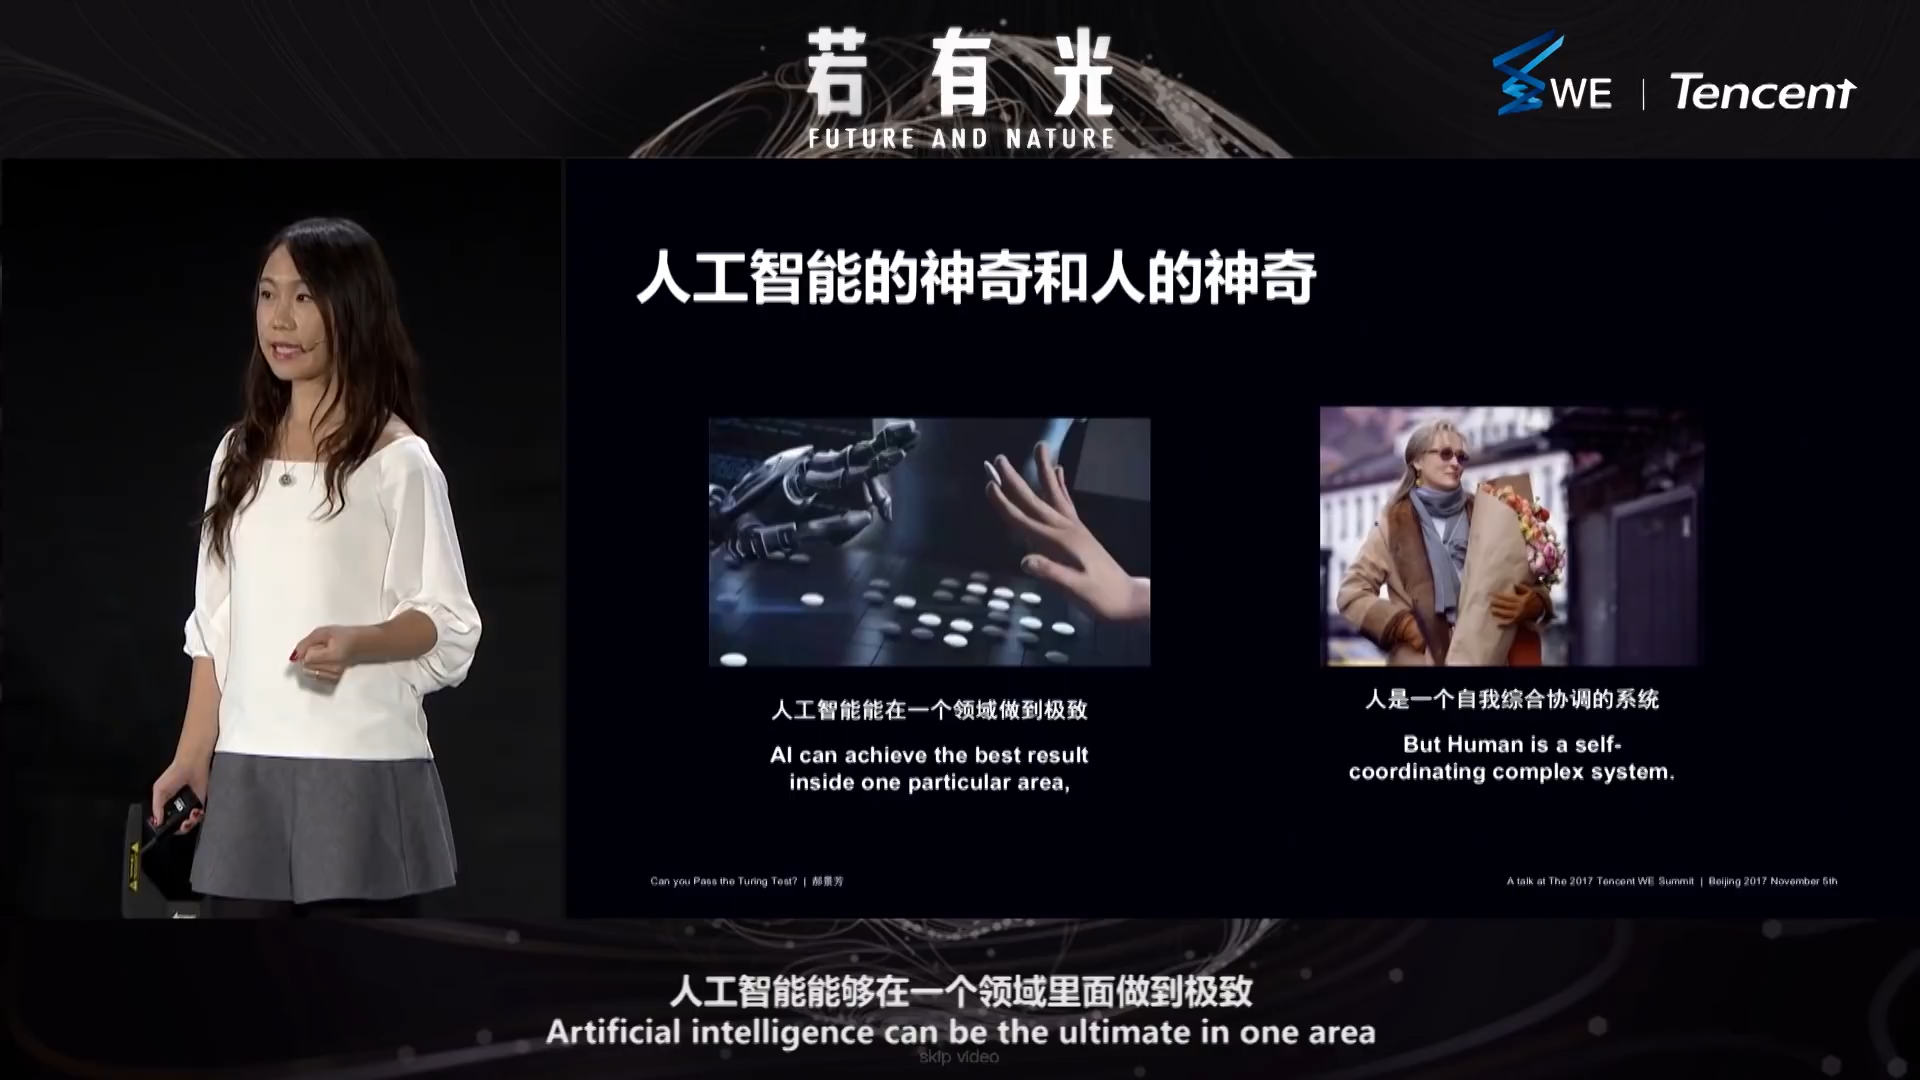 若有光
FUTURE AND NATURE
WE | Tencent
人工智能的神奇和人的神奇
人工智能能在一个领域做到极致
AI can achieve the best result
inside one particular area,
人是一个自我综合协调的系统
But Human is a self-
coordinating complex system.
Can you Pass the Turing Test? | 郝景芳
A talk at The 2017 Tencent WE Summit | Beijing 2017 November 5th
人工智能能够在一个领域里面做到极致
Artificial intelligence can be the ultimate in one area
skip video